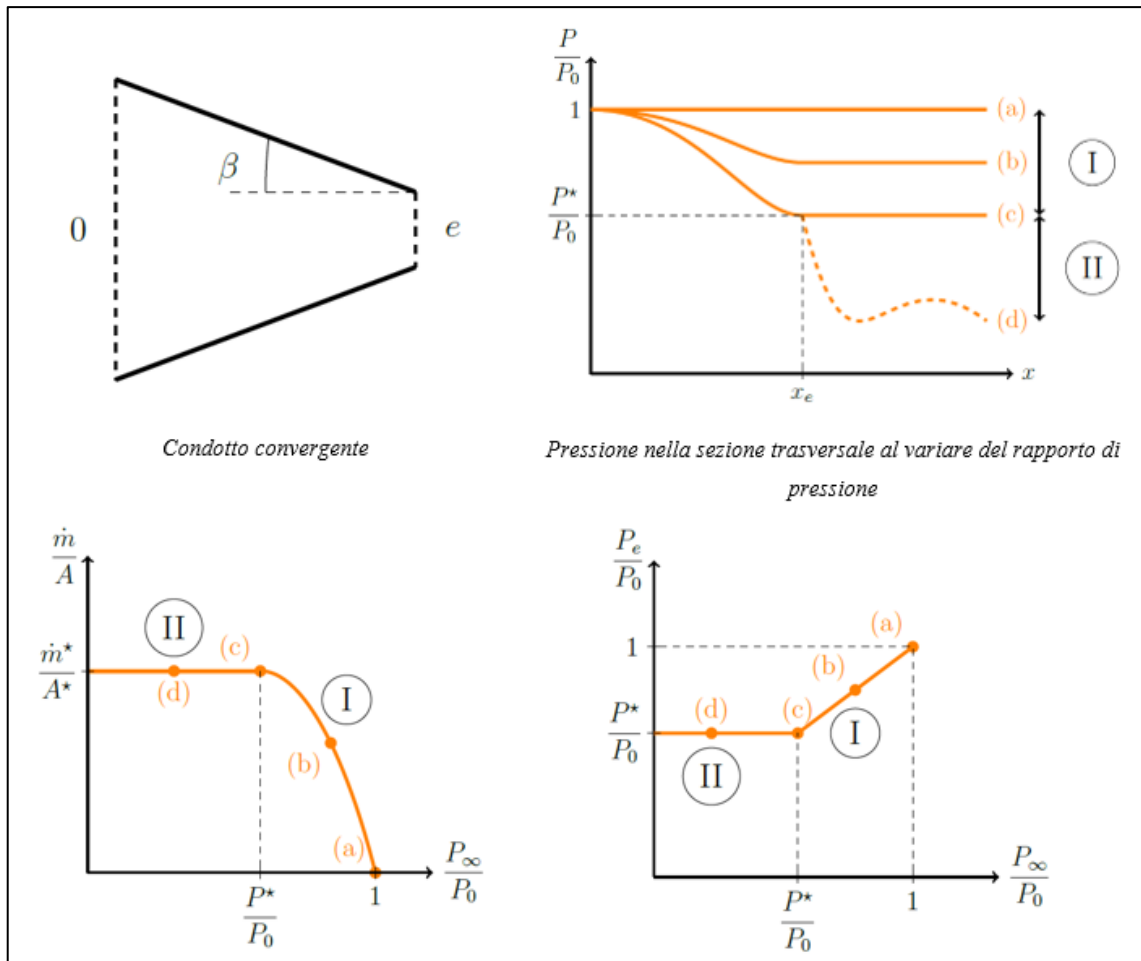 β
0
e
Condotto convergente
P/P₀
1
(a)
(b)
I
P⋆/P₀
(c)
II
(d)
x
xₑ
Pressione nella sezione trasversale al variare del rapporto di
pressione
ṁ/A
II
(c)
ṁ⋆/A⋆
(d)
I
(b)
(a)
P∞/P₀
P⋆/P₀
1
Pₑ/P₀
1
(a)
(b)
P⋆/P₀
(d)
(c)
I
II
P∞/P₀
P⋆/P₀
1